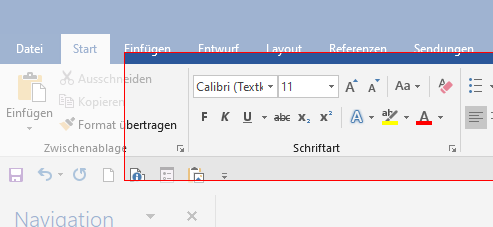 Datei Start Einfügen Entwurf Layout Referenzen Sendungen
Ausschneiden Calibri (Textk 11 Aa
Kopieren
Einfügen F K U abc x₂ x² A ab A
Format übertragen
Zwischenablage Schriftart
Navigation